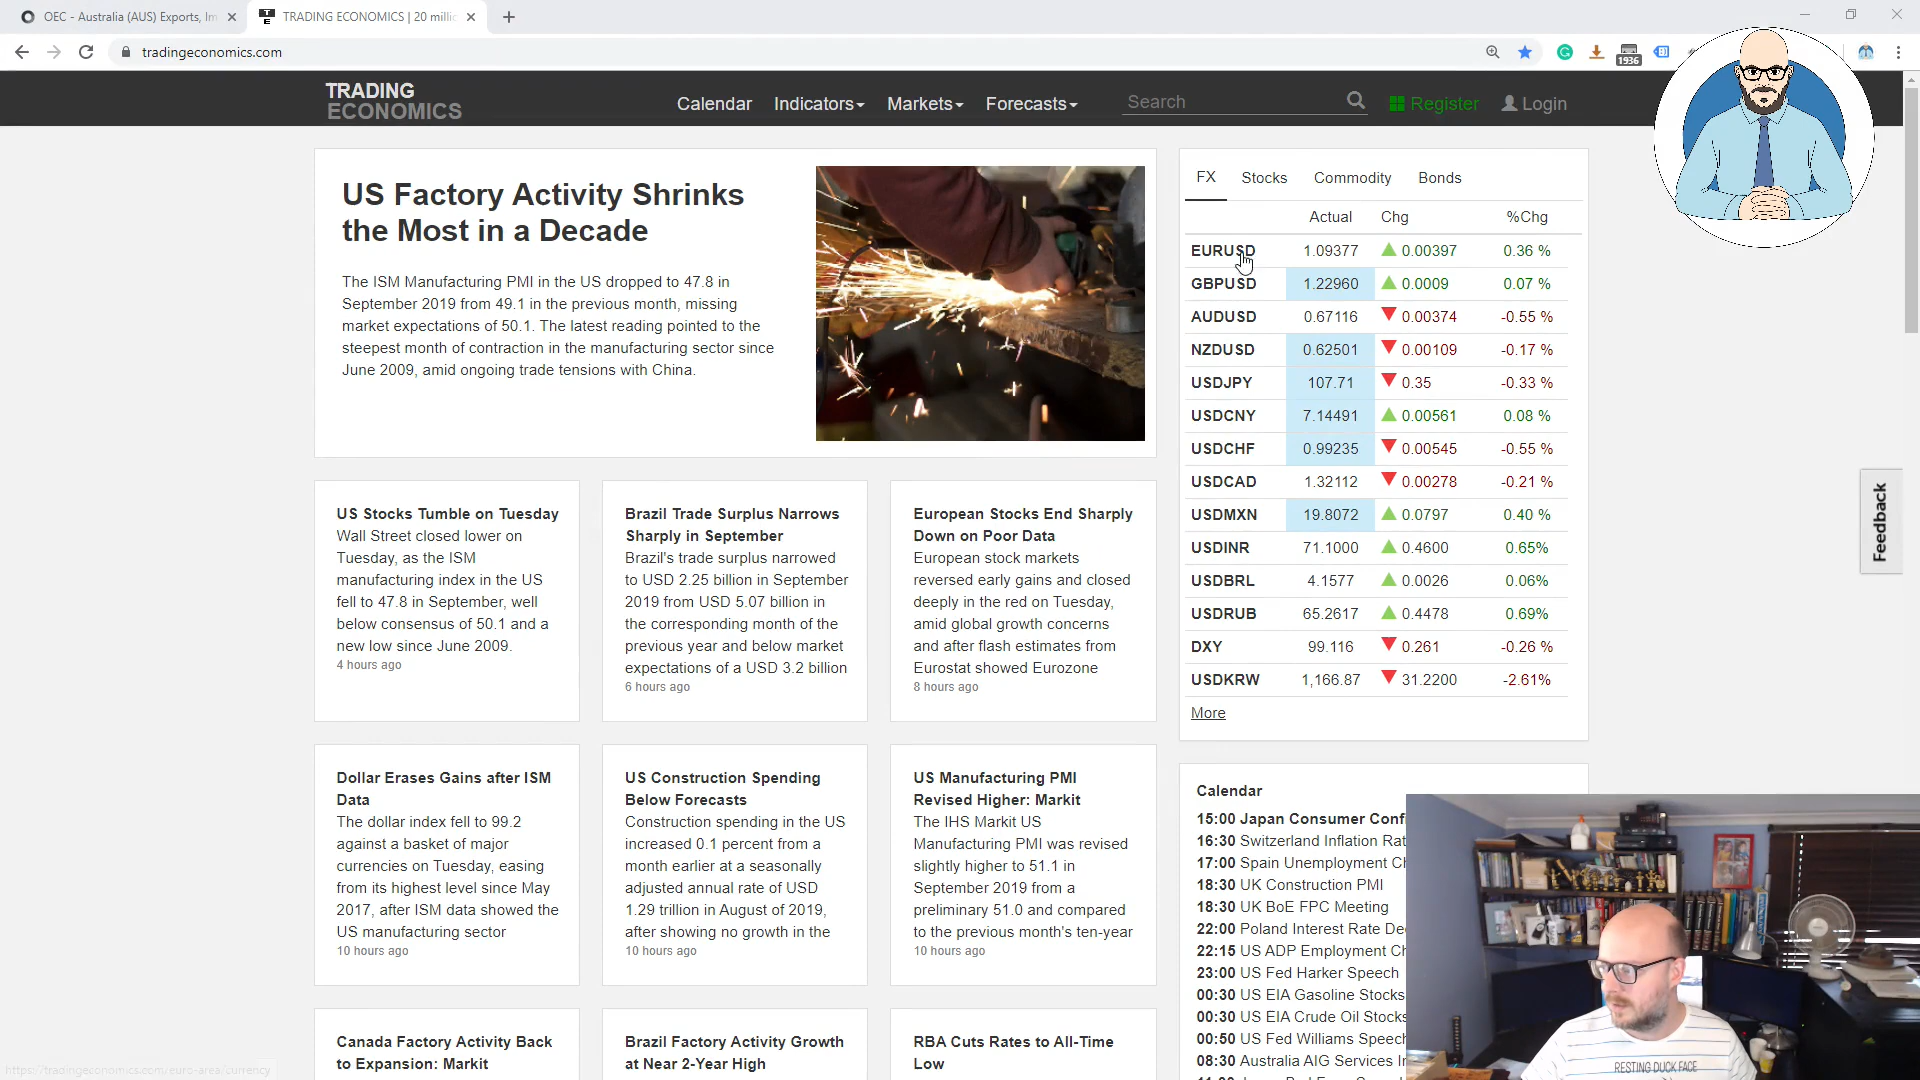 OEC - Australia (AUS) Exports, Im
TRADING ECONOMICS | 20 millio
tradingeconomics.com
1936
TRADING
ECONOMICS
Calendar
Indicators
Markets
Forecasts
Search
Register
Login
US Factory Activity Shrinks
the Most in a Decade
The ISM Manufacturing PMI in the US dropped to 47.8 in
September 2019 from 49.1 in the previous month, missing
market expectations of 50.1. The latest reading pointed to the
steepest month of contraction in the manufacturing sector since
June 2009, amid ongoing trade tensions with China.
FX Stocks Commodity Bonds
Actual Chg %Chg
EURUSD 1.09377 0.00397 0.36 %
GBPUSD 1.22960 0.0009 0.07 %
AUDUSD 0.67116 0.00374 -0.55 %
NZDUSD 0.62501 0.00109 -0.17 %
USDJPY 107.71 0.35 -0.33 %
USDCNY 7.14491 0.00561 0.08 %
USDCHF 0.99235 0.00545 -0.55 %
USDCAD 1.32112 0.00278 -0.21 %
USDMXN 19.8072 0.0797 0.40 %
USDINR 71.1000 0.4600 0.65%
USDBRL 4.1577 0.0026 0.06%
USDRUB 65.2617 0.4478 0.69%
DXY 99.116 0.261 -0.26 %
USDKRW 1,166.87 31.2200 -2.61%
More
Feedback
US Stocks Tumble on Tuesday
Wall Street closed lower on
Tuesday, as the ISM
manufacturing index in the US
fell to 47.8 in September, well
below consensus of 50.1 and a
new low since June 2009.
4 hours ago
Brazil Trade Surplus Narrows
Sharply in September
Brazil's trade surplus narrowed
to USD 2.25 billion in September
2019 from USD 5.07 billion in
the corresponding month of the
previous year and below market
expectations of a USD 3.2 billion
6 hours ago
European Stocks End Sharply
Down on Poor Data
European stock markets
reversed early gains and closed
deeply in the red on Tuesday,
amid global growth concerns
and after flash estimates from
Eurostat showed Eurozone
8 hours ago
Dollar Erases Gains after ISM
Data
The dollar index fell to 99.2
against a basket of major
currencies on Tuesday, easing
from its highest level since May
2017, after ISM data showed the
US manufacturing sector
10 hours ago
US Construction Spending
Below Forecasts
Construction spending in the US
increased 0.1 percent from a
month earlier at a seasonally
adjusted annual rate of USD
1.29 trillion in August of 2019,
after showing no growth in the
10 hours ago
US Manufacturing PMI
Revised Higher: Markit
The IHS Markit US
Manufacturing PMI was revised
slightly higher to 51.1 in
September 2019 from a
preliminary 51.0 and compared
to the previous month's ten-year
10 hours ago
Calendar
15:00 Japan Consumer Confi
16:30 Switzerland Inflation Rat
17:00 Spain Unemployment Ch
18:30 UK Construction PMI
18:30 UK BoE FPC Meeting
22:00 Poland Interest Rate De
22:15 US ADP Employment Ch
23:00 US Fed Harker Speech
00:30 US EIA Gasoline Stocks
00:30 US EIA Crude Oil Stocks
00:50 US Fed Williams Speech
08:30 Australia AIG Services In
Canada Factory Activity Back
to Expansion: Markit
Brazil Factory Activity Growth
at Near 2-Year High
RBA Cuts Rates to All-Time
Low
https://tradingeconomics.com/euro-area/currency
RESTING DUCK FACE